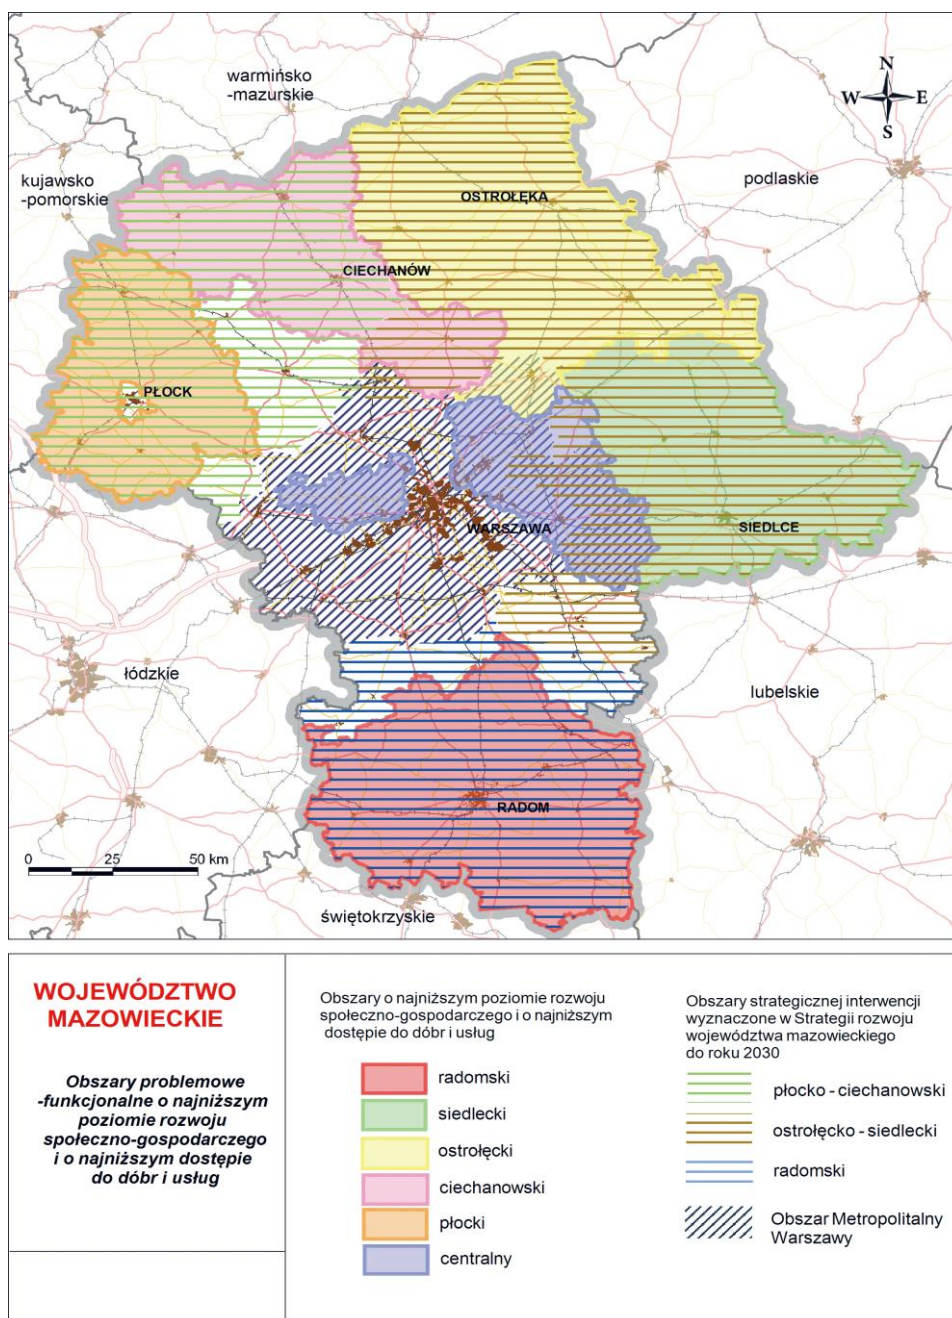 warmińsko
-mazurskie
N
W
E
S
kujawsko
-pomorskie
podlaskie
OSTROŁĘKA
CIECHANÓW
PŁOCK
WARSZAWA
SIEDLCE
łódzkie
lubelskie
RADOM
0 25 50 km
świętokrzyskie
WOJEWÓDZTWO
MAZOWIECKIE
Obszary problemowe
-funkcjonalne o najniższym
poziomie rozwoju
społeczno-gospodarczego
i o najniższym dostępie
do dóbr i usług
Obszary o najniższym poziomie rozwoju
społeczno-gospodarczego i o najniższym
dostępie do dóbr i usług
radomski
siedlecki
ostrołęcki
ciechanowski
płocki
centralny
Obszary strategicznej interwencji
wyznaczone w Strategii rozwoju
województwa mazowieckiego
do roku 2030
płocko - ciechanowski
ostrołęcko - siedlecki
radomski
Obszar Metropolitalny
Warszawy